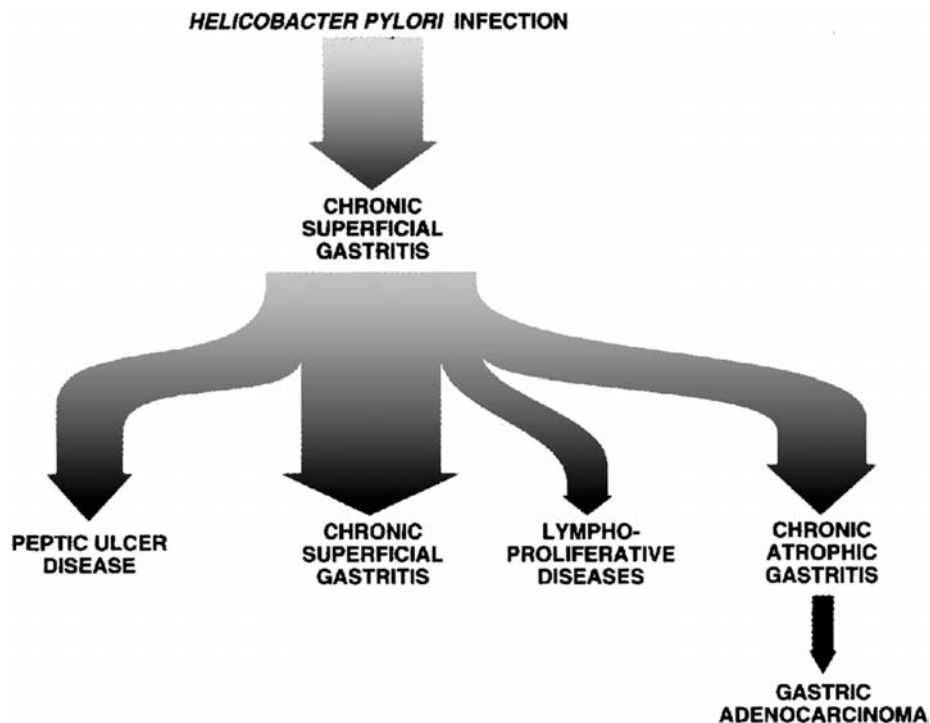 HELICOBACTER PYLORI INFECTION
CHRONIC
SUPERFICIAL
GASTRITIS
PEPTIC ULCER
DISEASE
CHRONIC
SUPERFICIAL
GASTRITIS
LYMPHO-
PROLIFERATIVE
DISEASES
CHRONIC
ATROPHIC
GASTRITIS
GASTRIC
ADENOCARCINOMA